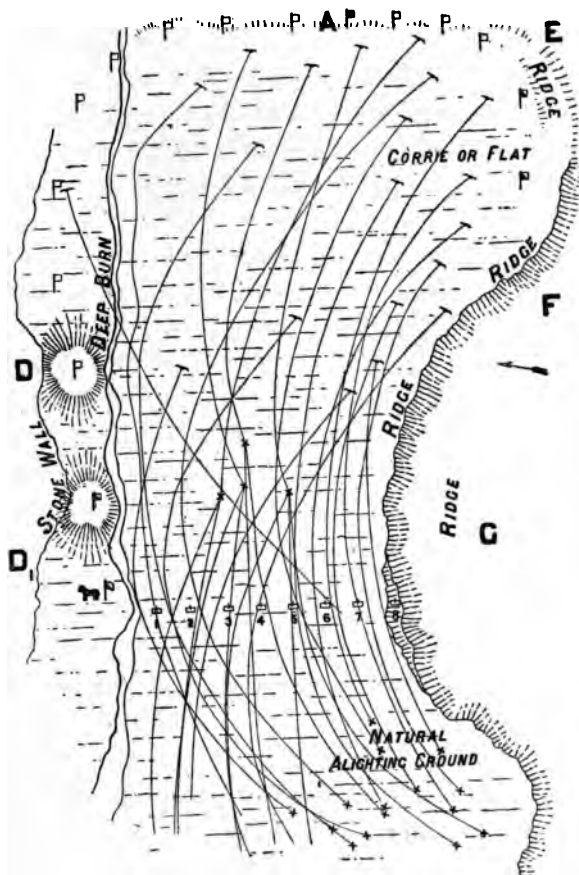 A
E
RIDGE
CORRIE OR FLAT
RIDGE
DEEP BURN
F
D
RIDGE
STONE WALL
RIDGE
G
D1
1 2 3 4 5 6 7 8
NATURAL
ALIGHTING GROUND